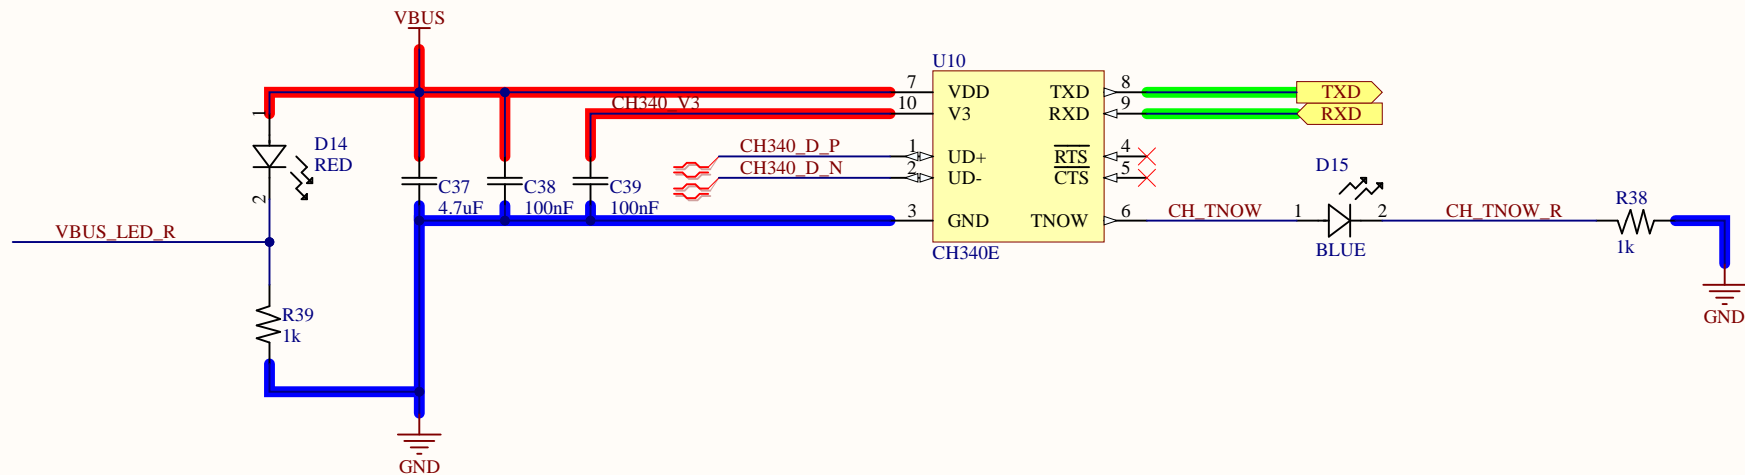 VBUS
U10
7 VDD TXD 8 TXD
CH340_V3 10 V3 RXD 9 RXD
1
D14
RED
2
CH340_D_P 1 UD+ RTS 4
CH340_D_N 2 UD- CTS 5
D15
C37
4.7uF
C38
100nF
C39
100nF
3 GND TNOW 6 CH_TNOW 1 2 CH_TNOW_R R38
BLUE
1k
CH340E
VBUS_LED_R
R39
1k
GND
GND